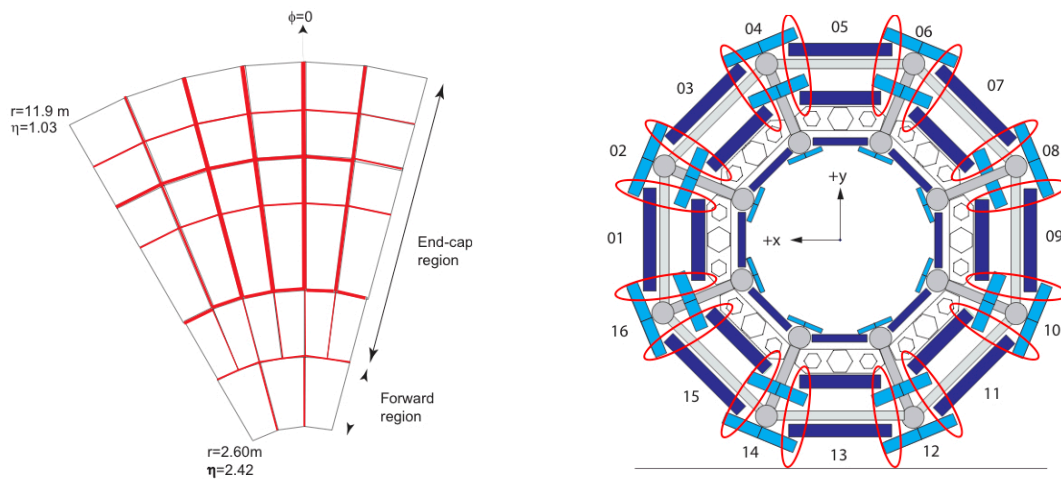 ϕ=0
r=11.9 m
η=1.03
End-cap
region
Forward
region
r=2.60m
η=2.42
04
05
06
03
07
02
08
+y
01
+x
09
16
10
15
11
14
13
12